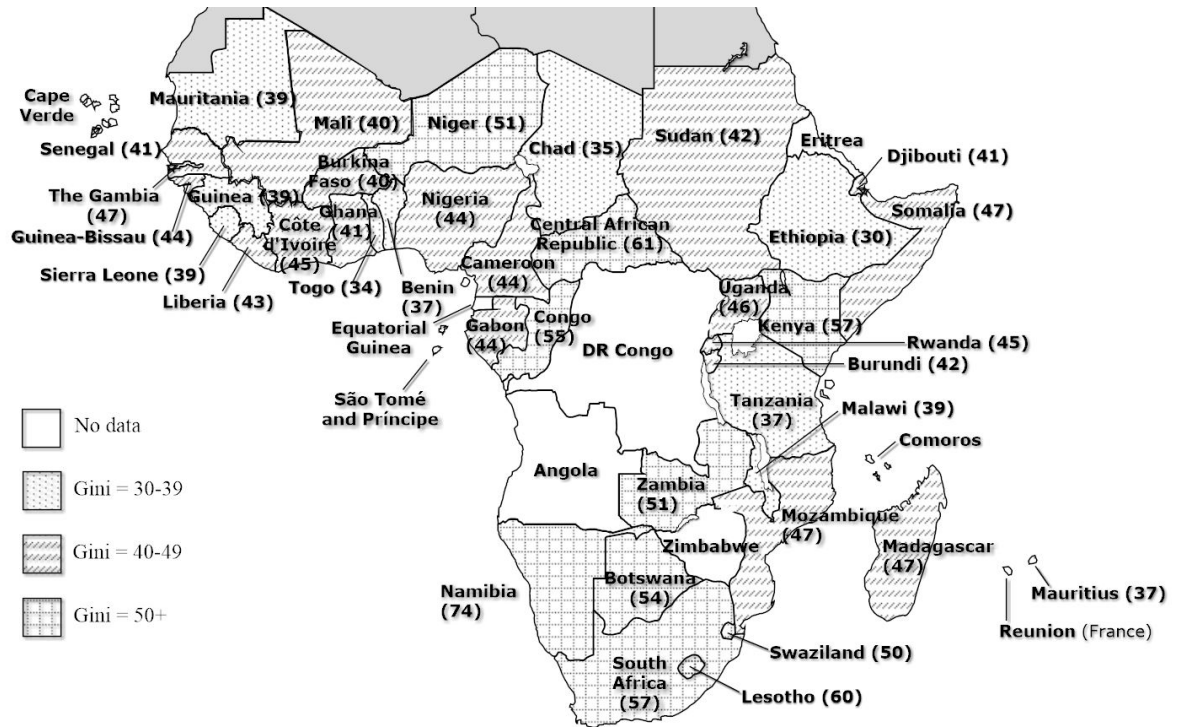 Cape
Verde
Mauritania (39)
Mali (40)
Niger (51)
Chad (35)
Sudan (42)
Eritrea
Djibouti (41)
Senegal (41)
Burkina
Faso (40)
The Gambia
(47)
Guinea (39)
Guinea-Bissau (44)
Sierra Leone (39)
Liberia (43)
Côte
d'Ivoire
(45)
Ghana
(41)
Togo (34)
Benin
(37)
Nigeria
(44)
Central African
Republic (61)
Ethiopia (30)
Somalia (47)
Cameroon
(44)
Equatorial
Guinea
Gabon
(44)
Congo
(55)
DR Congo
Uganda
(46)
Kenya (57)
Rwanda (45)
Burundi (42)
São Tomé
and Príncipe
Tanzania
(37)
Malawi (39)
Comoros
Angola
Zambia
(51)
Mozambique
(47)
Madagascar
(47)
Zimbabwe
Namibia
(74)
Botswana
(54)
Mauritius (37)
Reunion (France)
Swaziland (50)
South
Africa
(57)
Lesotho (60)
No data
Gini = 30-39
Gini = 40-49
Gini = 50+